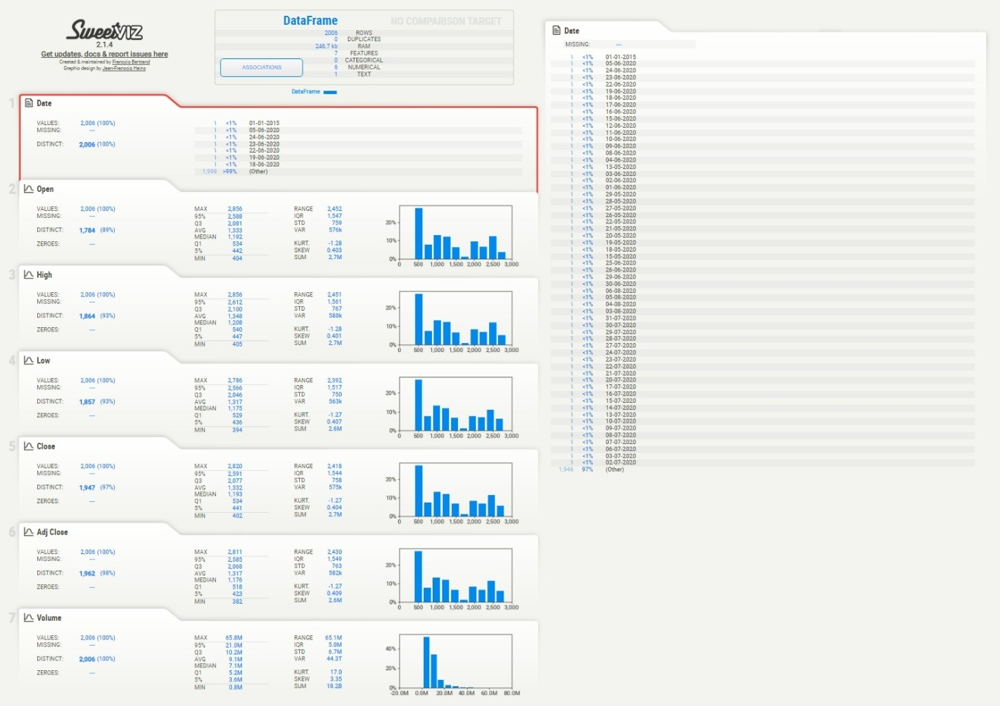 SweetVIZ
2.1.4
Get updates, docs & report issues here
Created & maintained by Francois Bertrand
Graphic design by Jean-Francois Hains
DataFrame NO COMPARISON TARGET
2006 ROWS
0 DUPLICATES
246.7 kb RAM
7 FEATURES
0 CATEGORICAL
6 NUMERICAL
1 TEXT
ASSOCIATIONS
DataFrame
1 Date
VALUES: 2,006 (100%)
MISSING: ---
DISTINCT: 2,006 (100%)
1 <1% 01-01-2015
1 <1% 05-06-2020
1 <1% 24-06-2020
1 <1% 23-06-2020
1 <1% 22-06-2020
1 <1% 19-06-2020
1 <1% 18-06-2020
1,999 >99% (Other)
2 Open
VALUES: 2,006 (100%)
MISSING: ---
DISTINCT: 1,784 (89%)
ZEROES: ---
MAX 2,856
95% 2,588
Q3 2,081
AVG 1,333
MEDIAN 1,192
Q1 534
5% 442
MIN 404
RANGE 2,452
IQR 1,547
STD 759
VAR 576k
KURT. -1.28
SKEW 0.403
SUM 2.7M
20%
10%
0%
0 500 1,000 1,500 2,000 2,500 3,000
3 High
VALUES: 2,006 (100%)
MISSING: ---
DISTINCT: 1,864 (93%)
ZEROES: ---
MAX 2,856
95% 2,612
Q3 2,100
AVG 1,348
MEDIAN 1,208
Q1 540
5% 447
MIN 405
RANGE 2,451
IQR 1,561
STD 767
VAR 588k
KURT. -1.28
SKEW 0.401
SUM 2.7M
20%
10%
0%
0 500 1,000 1,500 2,000 2,500 3,000
4 Low
VALUES: 2,006 (100%)
MISSING: ---
DISTINCT: 1,857 (93%)
ZEROES: ---
MAX 2,786
95% 2,566
Q3 2,046
AVG 1,317
MEDIAN 1,175
Q1 529
5% 436
MIN 394
RANGE 2,392
IQR 1,517
STD 750
VAR 563k
KURT. -1.27
SKEW 0.407
SUM 2.6M
20%
10%
0%
0 500 1,000 1,500 2,000 2,500 3,000
5 Close
VALUES: 2,006 (100%)
MISSING: ---
DISTINCT: 1,947 (97%)
ZEROES: ---
MAX 2,820
95% 2,591
Q3 2,077
AVG 1,332
MEDIAN 1,193
Q1 534
5% 441
MIN 402
RANGE 2,418
IQR 1,544
STD 758
VAR 575k
KURT. -1.27
SKEW 0.404
SUM 2.7M
20%
10%
0%
0 500 1,000 1,500 2,000 2,500 3,000
6 Adj Close
VALUES: 2,006 (100%)
MISSING: ---
DISTINCT: 1,962 (98%)
ZEROES: ---
MAX 2,811
95% 2,585
Q3 2,068
AVG 1,317
MEDIAN 1,176
Q1 518
5% 423
MIN 382
RANGE 2,430
IQR 1,549
STD 763
VAR 582k
KURT. -1.27
SKEW 0.409
SUM 2.6M
20%
10%
0%
0 500 1,000 1,500 2,000 2,500 3,000
7 Volume
VALUES: 2,006 (100%)
MISSING: ---
DISTINCT: 2,006 (100%)
ZEROES: ---
MAX 65.8M
95% 21.0M
Q3 10.2M
AVG 9.1M
MEDIAN 7.1M
Q1 5.2M
5% 3.6M
MIN 0.8M
RANGE 65.1M
IQR 5.0M
STD 6.7M
VAR 44.3T
KURT. 17.0
SKEW 3.35
SUM 18.2B
40%
20%
0%
-20.0M 0.0M 20.0M 40.0M 60.0M 80.0M
Date
MISSING: ---
1 <1% 01-01-2015
1 <1% 05-06-2020
1 <1% 24-06-2020
1 <1% 23-06-2020
1 <1% 22-06-2020
1 <1% 19-06-2020
1 <1% 18-06-2020
1 <1% 17-06-2020
1 <1% 16-06-2020
1 <1% 15-06-2020
1 <1% 12-06-2020
1 <1% 11-06-2020
1 <1% 10-06-2020
1 <1% 09-06-2020
1 <1% 08-06-2020
1 <1% 04-06-2020
1 <1% 13-05-2020
1 <1% 03-06-2020
1 <1% 02-06-2020
1 <1% 01-06-2020
1 <1% 29-05-2020
1 <1% 28-05-2020
1 <1% 27-05-2020
1 <1% 26-05-2020
1 <1% 22-05-2020
1 <1% 21-05-2020
1 <1% 20-05-2020
1 <1% 19-05-2020
1 <1% 18-05-2020
1 <1% 15-05-2020
1 <1% 25-06-2020
1 <1% 26-06-2020
1 <1% 29-06-2020
1 <1% 30-06-2020
1 <1% 06-08-2020
1 <1% 05-08-2020
1 <1% 04-08-2020
1 <1% 03-08-2020
1 <1% 31-07-2020
1 <1% 30-07-2020
1 <1% 29-07-2020
1 <1% 28-07-2020
1 <1% 27-07-2020
1 <1% 24-07-2020
1 <1% 23-07-2020
1 <1% 22-07-2020
1 <1% 21-07-2020
1 <1% 20-07-2020
1 <1% 17-07-2020
1 <1% 16-07-2020
1 <1% 15-07-2020
1 <1% 14-07-2020
1 <1% 13-07-2020
1 <1% 10-07-2020
1 <1% 09-07-2020
1 <1% 08-07-2020
1 <1% 07-07-2020
1 <1% 06-07-2020
1 <1% 03-07-2020
1 <1% 02-07-2020
1,946 97% (Other)